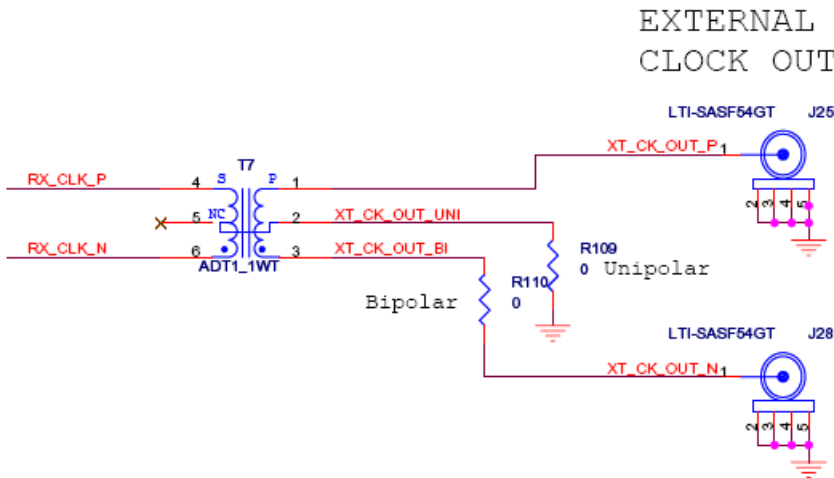 EXTERNAL
CLOCK OUT
LTI-SASF54GT J25
XT_CK_OUT_P 1
2 3 4 5
T7
RX_CLK_P 4 S P 1
5 NC 2 XT_CK_OUT_UNI
RX_CLK_N 6 3 XT_CK_OUT_BI
ADT1_1WT
R109
0 Unipolar
R110
Bipolar 0
LTI-SASF54GT J28
XT_CK_OUT_N 1
2 3 4 5